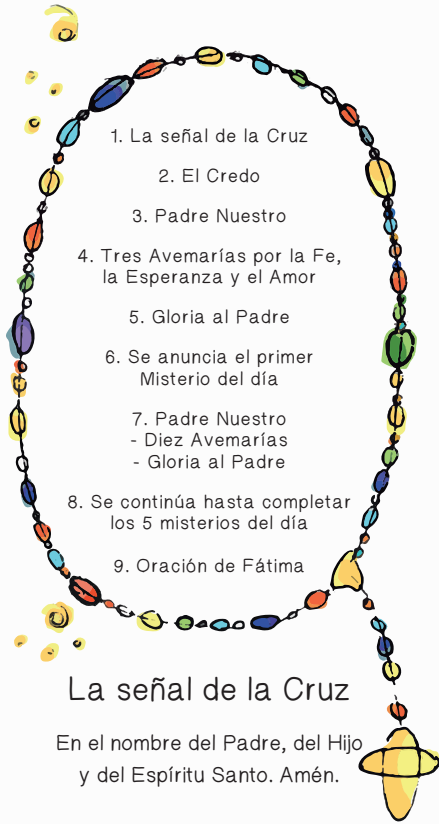 1. La señal de la Cruz
2. El Credo
3. Padre Nuestro
4. Tres Avemarías por la Fe,
la Esperanza y el Amor
5. Gloria al Padre
6. Se anuncia el primer
Misterio del día
7. Padre Nuestro
- Diez Avemarías
- Gloria al Padre
8. Se continúa hasta completar
los 5 misterios del día
9. Oración de Fátima
La señal de la Cruz
En el nombre del Padre, del Hijo
y del Espíritu Santo. Amén.